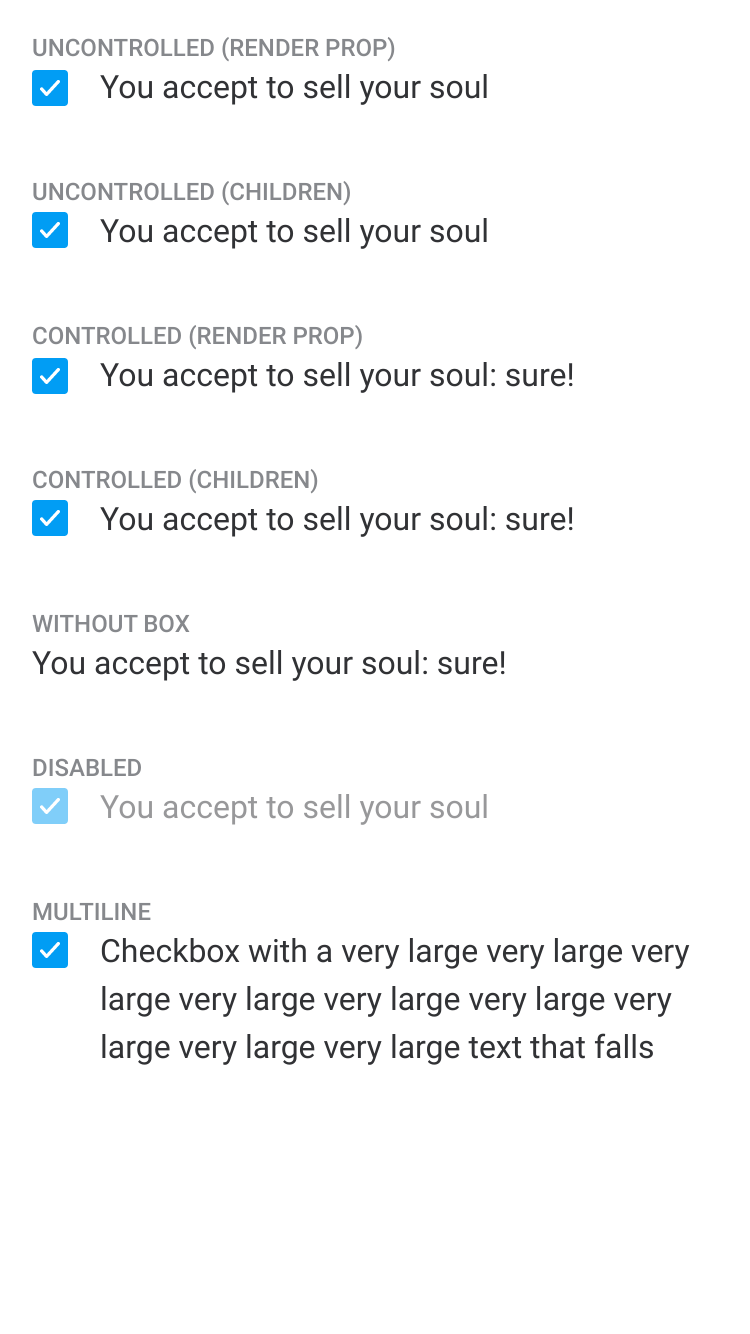 UNCONTROLLED (RENDER PROP)
You accept to sell your soul
UNCONTROLLED (CHILDREN)
You accept to sell your soul
CONTROLLED (RENDER PROP)
You accept to sell your soul: sure!
CONTROLLED (CHILDREN)
You accept to sell your soul: sure!
WITHOUT BOX
You accept to sell your soul: sure!
DISABLED
You accept to sell your soul
MULTILINE
Checkbox with a very large very large very
large very large very large very large very
large very large very large text that falls